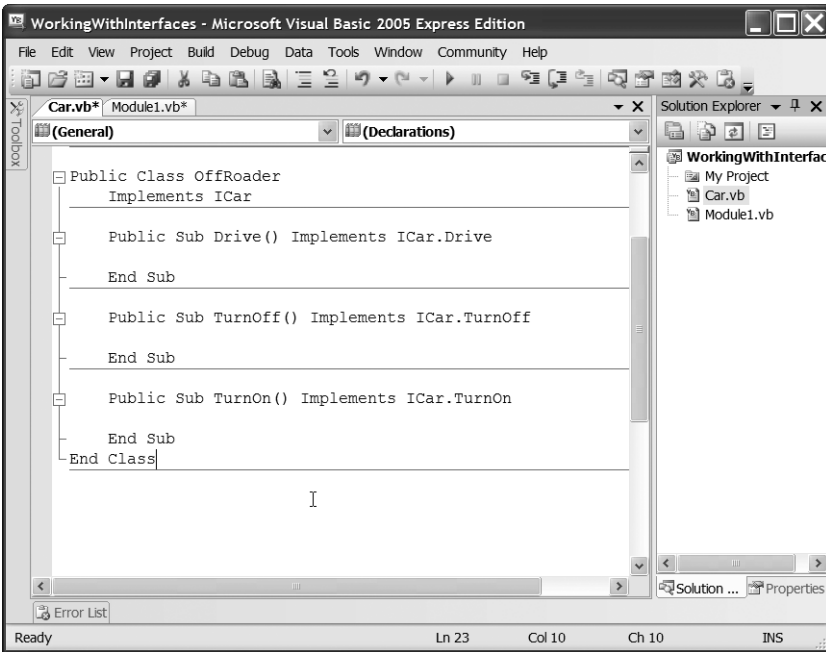 WorkingWithInterfaces - Microsoft Visual Basic 2005 Express Edition
File Edit View Project Build Debug Data Tools Window Community Help
Toolbox
Car.vb* Module1.vb*
Solution Explorer
(General) (Declarations)
WorkingWithInterfac
My Project
Car.vb
Module1.vb
Public Class OffRoader
Implements ICar
Public Sub Drive() Implements ICar.Drive
End Sub
Public Sub TurnOff() Implements ICar.TurnOff
End Sub
Public Sub TurnOn() Implements ICar.TurnOn
End Sub
End Class
Solution ... Properties
Error List
Ready Ln 23 Col 10 Ch 10 INS